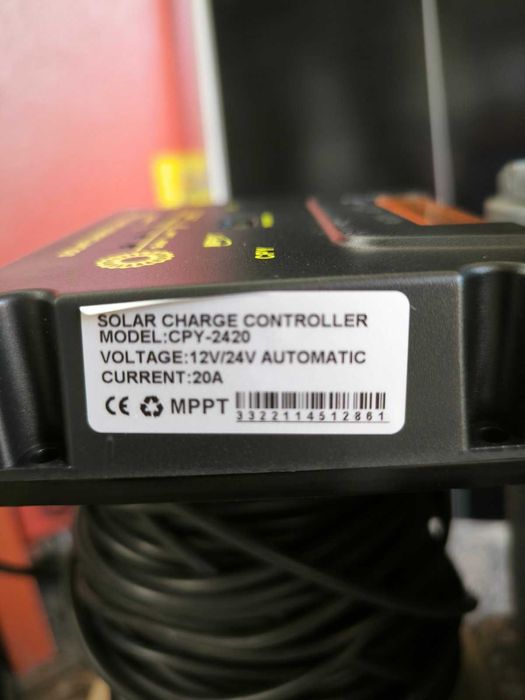 SOLAR CHARGE CONTROLLER
MODEL:CPY-2420
VOLTAGE:12V/24V AUTOMATIC
CURRENT:20A
CE MPPT
3322114512861